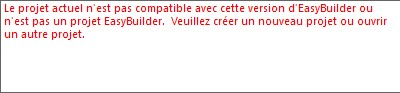 Le projet actuel n'est pas compatible avec cette version d'EasyBuilder ou
n'est pas un projet EasyBuilder.  Veuillez créer un nouveau projet ou ouvrir
un autre projet.